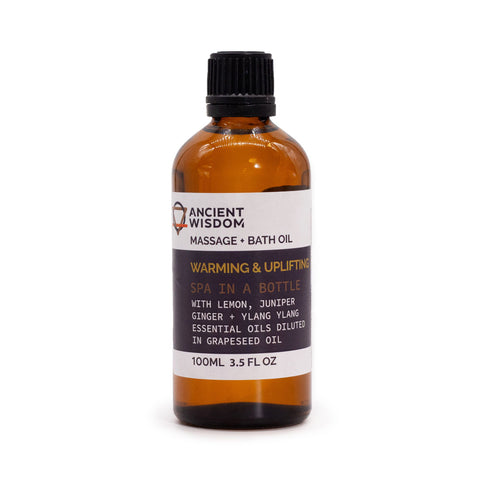 ANCIENT
WISDOM
MASSAGE + BATH OIL
WARMING & UPLIFTING
SPA IN A BOTTLE
WITH LEMON, JUNIPER
GINGER + YLANG YLANG
ESSENTIAL OILS DILUTED
IN GRAPESEED OIL
100ML 3.5 FL OZ